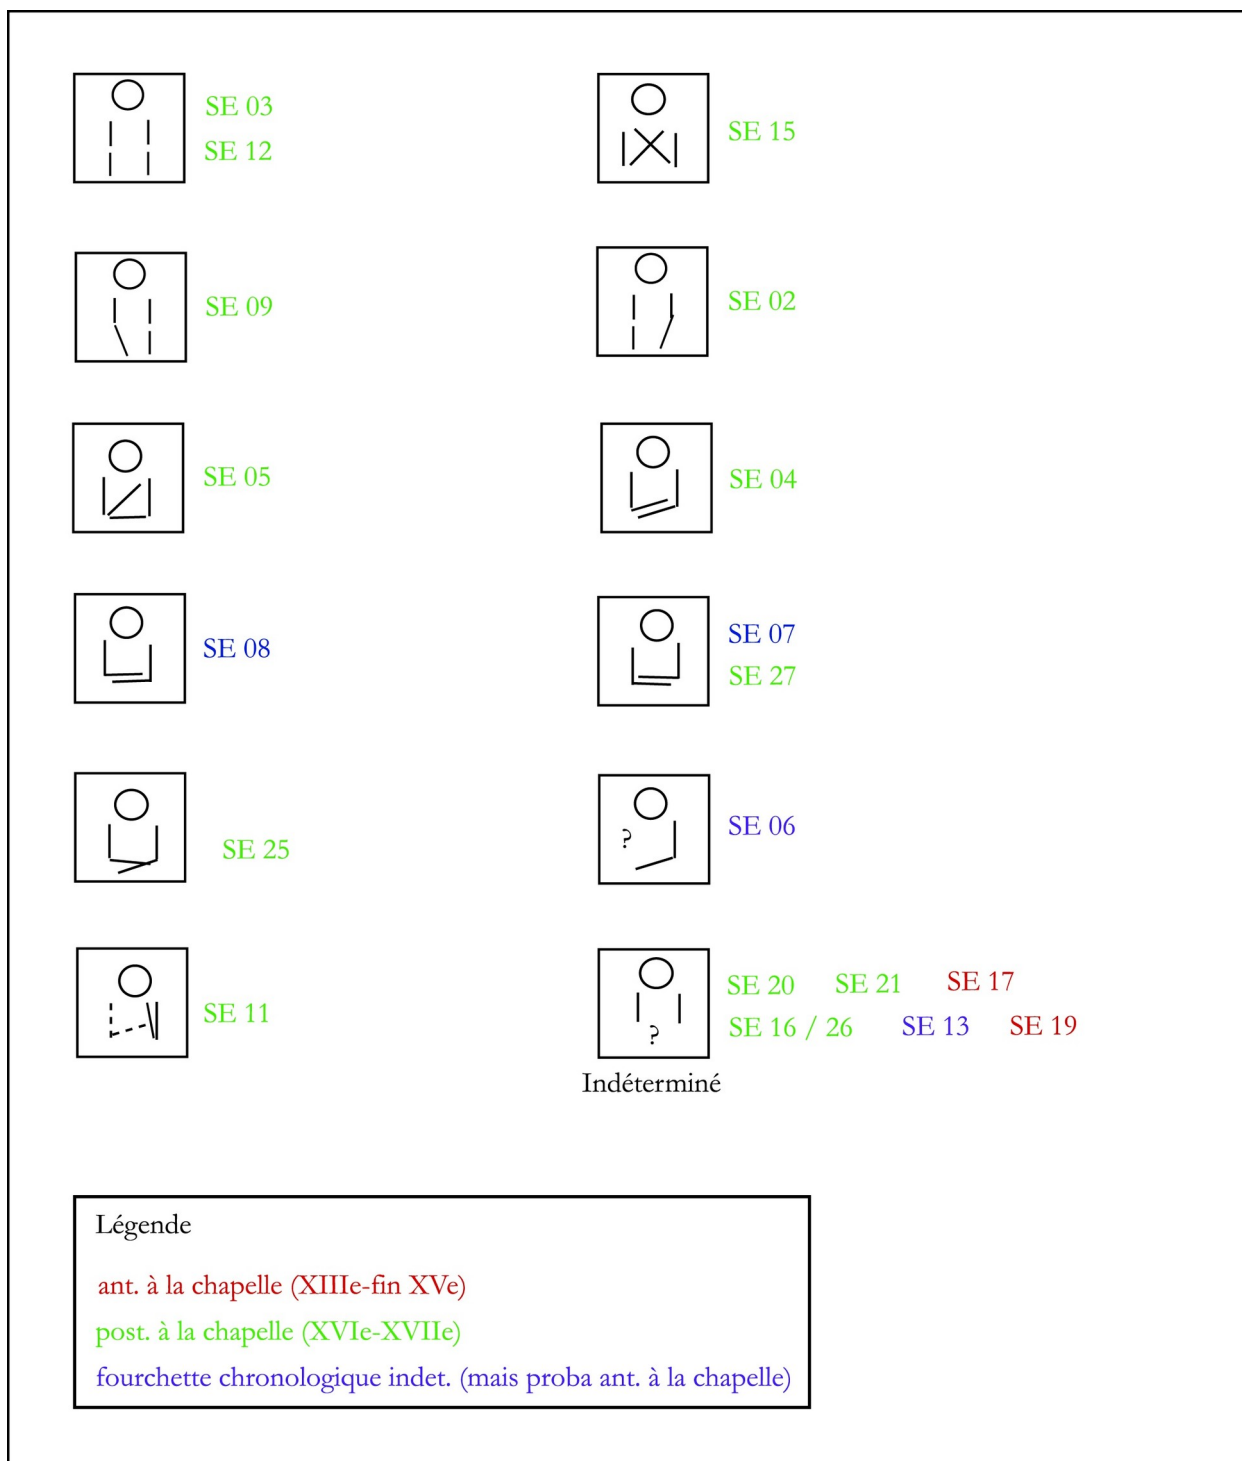 SE 03
SE 12
SE 15
SE 09
SE 02
SE 05
SE 04
SE 08
SE 07
SE 27
SE 25
?
SE 06
SE 11
SE 20 SE 21 SE 17
SE 16 / 26 SE 13 SE 19
?
Indéterminé
Légende
ant. à la chapelle (XIIIe-fin XVe)
post. à la chapelle (XVIe-XVIIe)
fourchette chronologique indet. (mais proba ant. à la chapelle)